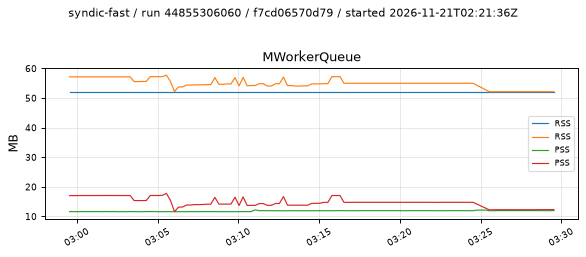 syndic-fast / run 44855306060 / f7cd06570d79 / started 2026-11-21T02:21:36Z
MWorkerQueue
60
50
40
30
20
10
MB
RSS
RSS
PSS
PSS
03:00
03:05
03:10
03:15
03:20
03:25
03:30